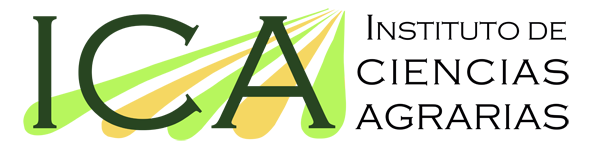 ICA
Instituto de
CIENCIAS
AGRARIAS